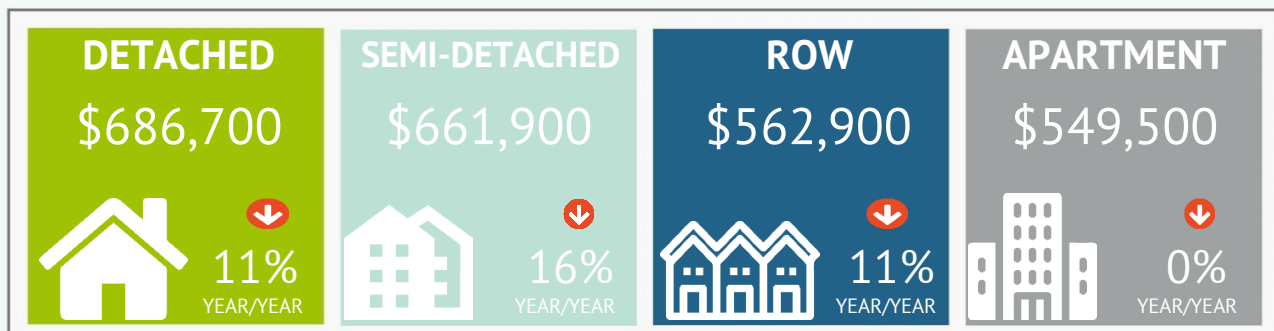 DETACHED
$686,700
11%
YEAR/YEAR
SEMI-DETACHED
$661,900
16%
YEAR/YEAR
ROW
$562,900
11%
YEAR/YEAR
APARTMENT
$549,500
0%
YEAR/YEAR